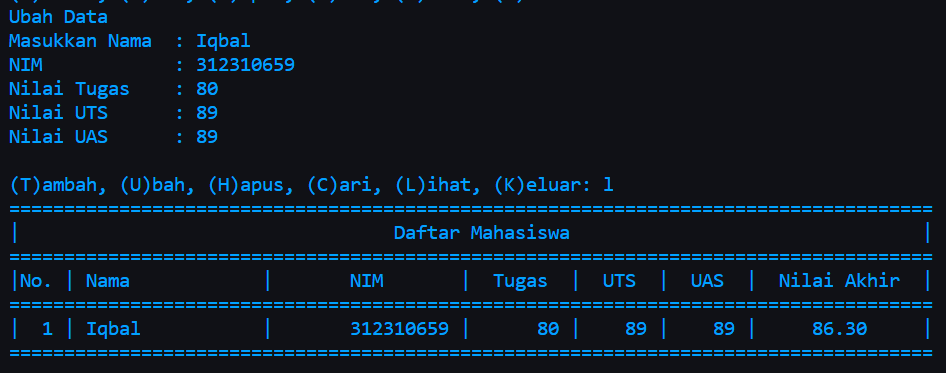 Ubah Data
Masukkan Nama : Iqbal
NIM : 312310659
Nilai Tugas : 80
Nilai UTS : 89
Nilai UAS : 89
(T)ambah, (U)bah, (H)apus, (C)ari, (L)ihat, (K)eluar: l
====================================================================================
| Daftar Mahasiswa |
====================================================================================
|No. | Nama | NIM | Tugas | UTS | UAS | Nilai Akhir |
====================================================================================
| 1 | Iqbal | 312310659 | 80 | 89 | 89 | 86.30 |
====================================================================================